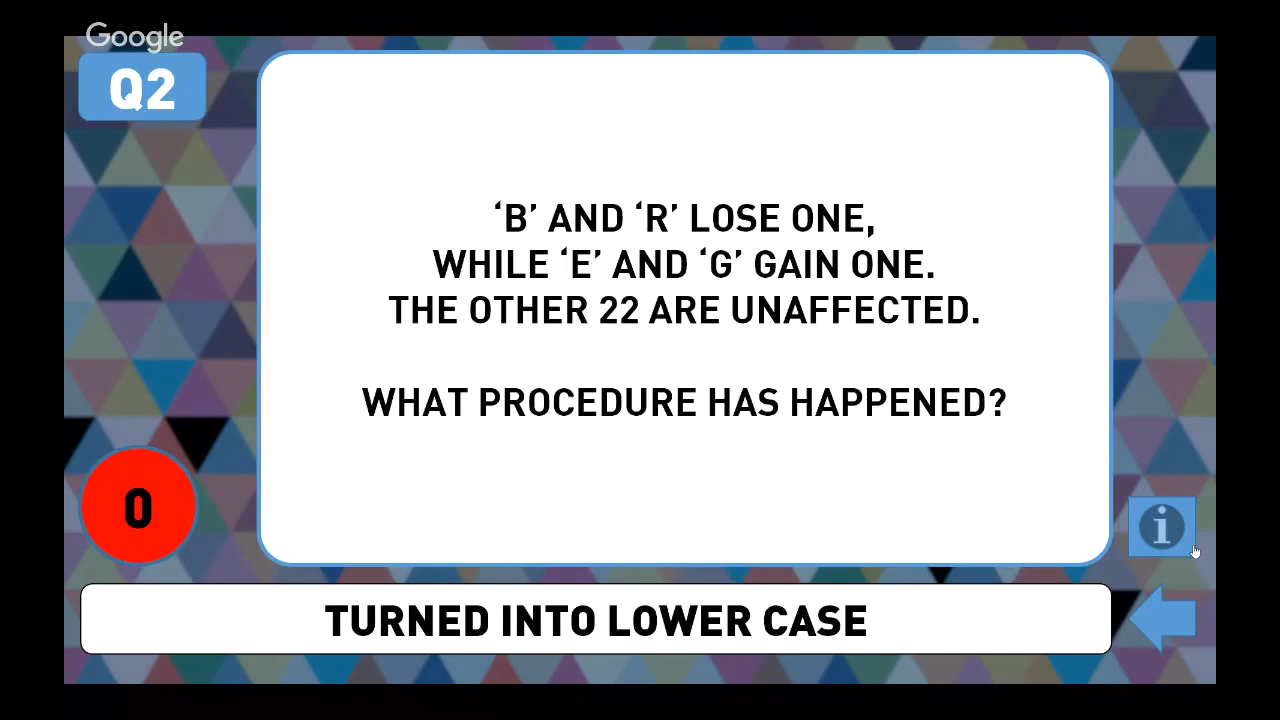 Google
Q2
‘B’ AND ‘R’ LOSE ONE,
WHILE ‘E’ AND ‘G’ GAIN ONE.
THE OTHER 22 ARE UNAFFECTED.
WHAT PROCEDURE HAS HAPPENED?
0
i
TURNED INTO LOWER CASE